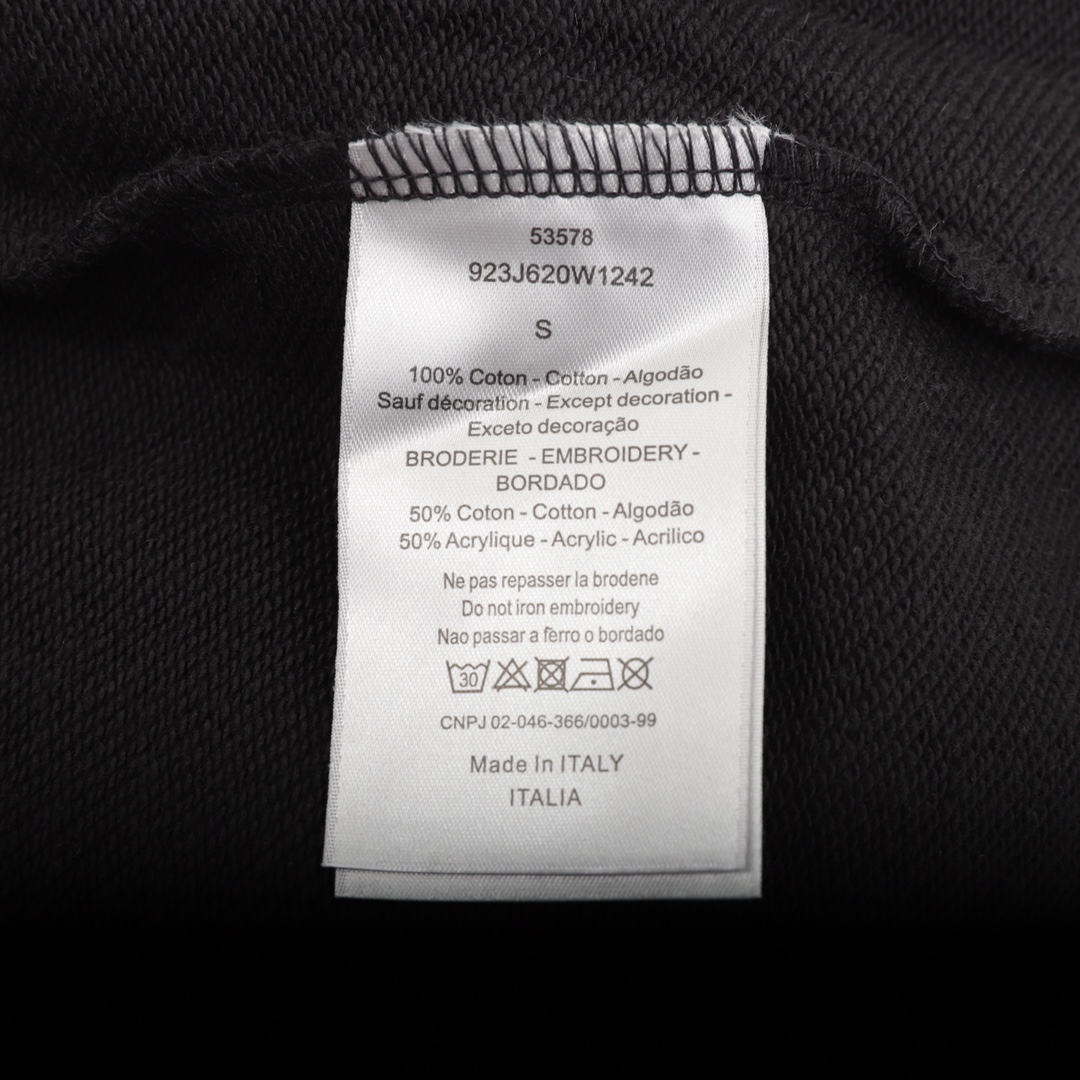 53578
923J620W1242
S
100% Coton - Cotton - Algodão
Sauf décoration - Except decoration -
Exceto decoração
BRODERIE - EMBROIDERY -
BORDADO
50% Coton - Cotton - Algodão
50% Acrylique - Acrylic - Acrilico
Ne pas repasser la brodene
Do not iron embroidery
Nao passar a ferro o bordado
30
CNPJ 02-046-366/0003-99
Made In ITALY
ITALIA